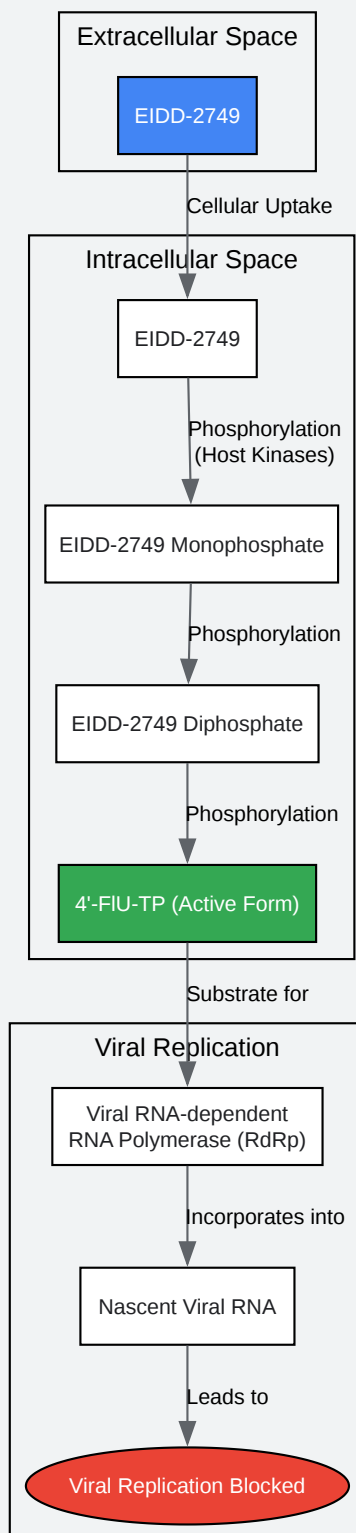 Extracellular Space
EIDD-2749
Cellular Uptake
Intracellular Space
EIDD-2749
Phosphorylation
(Host Kinases)
EIDD-2749 Monophosphate
Phosphorylation
EIDD-2749 Diphosphate
Phosphorylation
4'-FlU-TP (Active Form)
Substrate for
Viral Replication
Viral RNA-dependent
RNA Polymerase (RdRp)
Incorporates into
Nascent Viral RNA
Leads to
Viral Replication Blocked